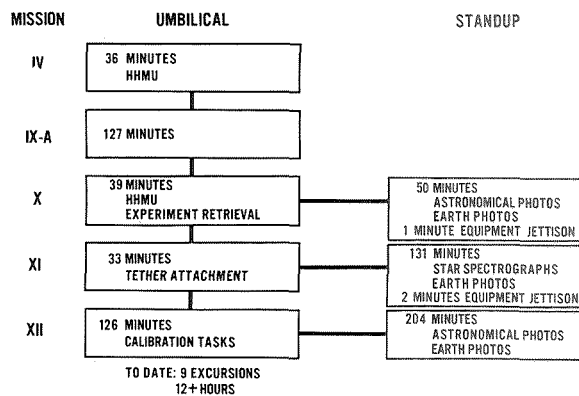 MISSION UMBILICAL STANDUP
IV
36 MINUTES
HHMU
IX-A
127 MINUTES
X
39 MINUTES
HHMU
EXPERIMENT RETRIEVAL
50 MINUTES
ASTRONOMICAL PHOTOS
EARTH PHOTOS
1 MINUTE EQUIPMENT JETTISON
XI
33 MINUTES
TETHER ATTACHMENT
131 MINUTES
STAR SPECTROGRAPHS
EARTH PHOTOS
2 MINUTES EQUIPMENT JETTISON
XII
126 MINUTES
CALIBRATION TASKS
204 MINUTES
ASTRONOMICAL PHOTOS
EARTH PHOTOS
TO DATE: 9 EXCURSIONS
12+ HOURS